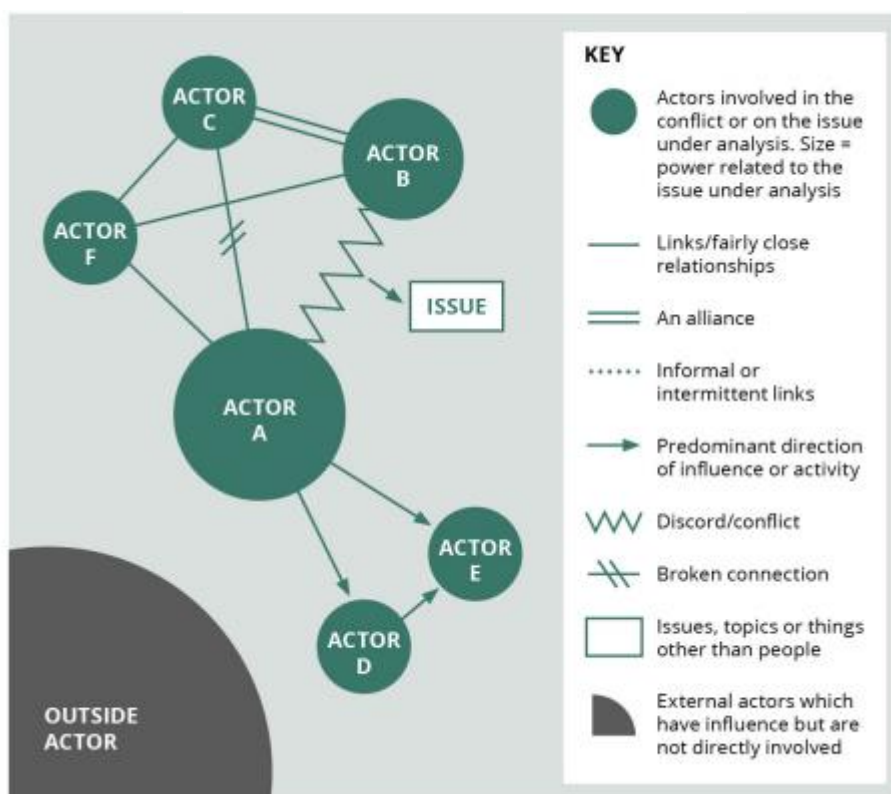 ACTOR
C
ACTOR
B
ACTOR
F
ISSUE
ACTOR
A
ACTOR
E
ACTOR
D
OUTSIDE
ACTOR
KEY
Actors involved in the
conflict or on the issue
under analysis. Size =
power related to the
issue under analysis
Links/fairly close
relationships
An alliance
Informal or
intermittent links
Predominant direction
of influence or activity
Discord/conflict
Broken connection
Issues, topics or things
other than people
External actors which
have influence but are
not directly involved